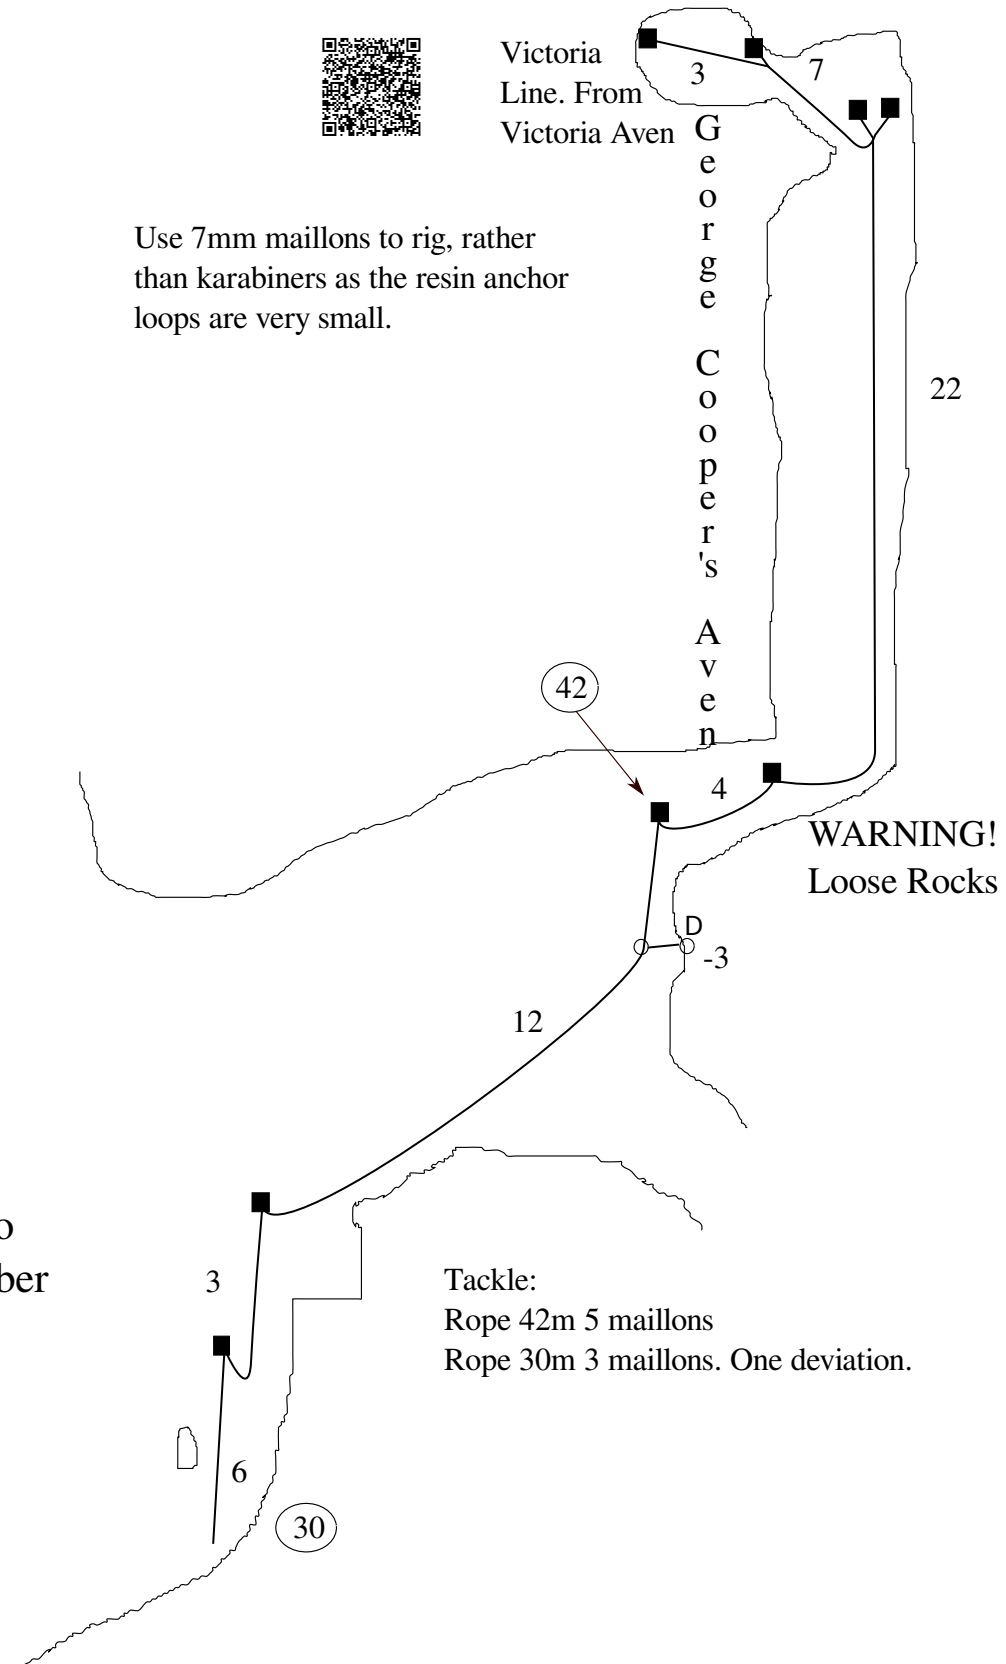 Victoria
Line. From
Victoria Aven
3
7
Use 7mm maillons to rig, rather
than karabiners as the resin anchor
loops are very small.
George Cooper's Aven
22
42
4
WARNING!
Loose Rocks
D
-3
12
3
Tackle:
Rope 42m 5 maillons
Rope 30m 3 maillons. One deviation.
6
30